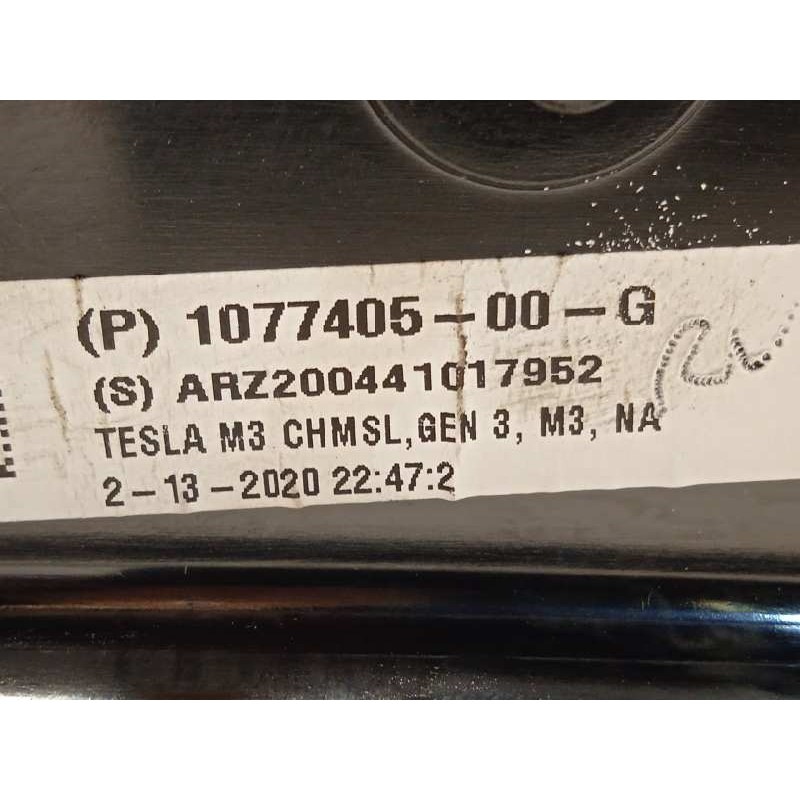 (P) 1077405-00-G
(S) ARZ200441017952
TESLA M3 CHMSL,GEN 3, M3, NA
2-13-2020 22:47:2